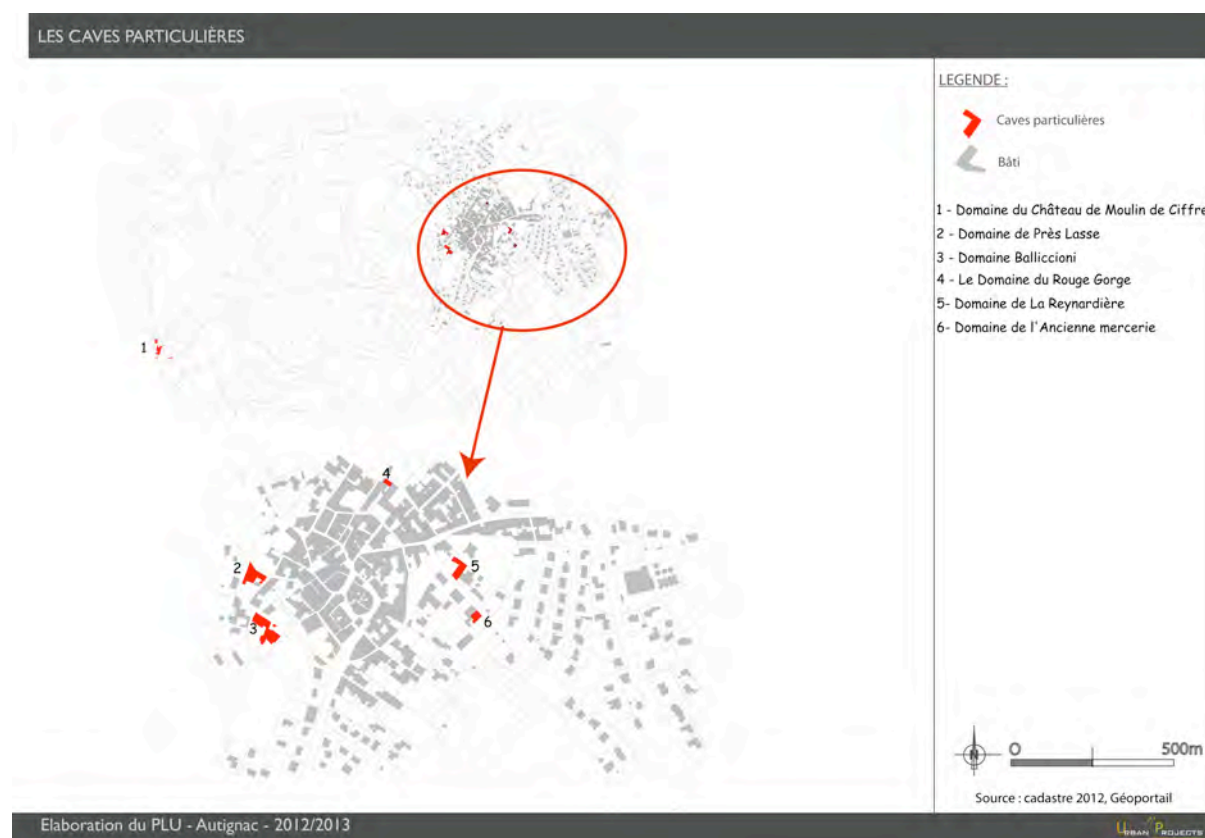 LES CAVES PARTICULIÈRES
LEGENDE :
Caves particulières
Bâti
1 - Domaine du Château de Moulin de Ciffre
2 - Domaine de Près Lasse
3 - Domaine Balliccioni
4 - Le Domaine du Rouge Gorge
5- Domaine de La Reynardière
6- Domaine de l'Ancienne mercerie
1
4
2
5
3
6
N
0
500m
Source : cadastre 2012, Géoportail
Elaboration du PLU - Autignac - 2012/2013
URBAN PROJECTS